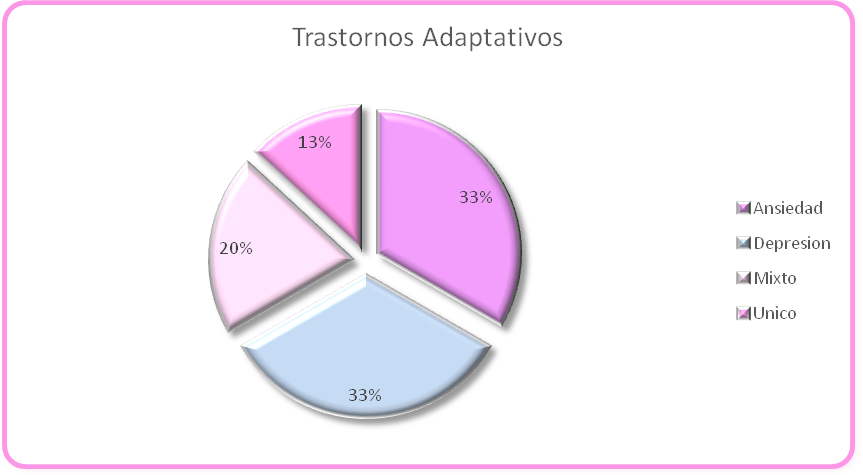 Trastornos Adaptativos
13%
33%
20%
33%
Ansiedad
Depresion
Mixto
Unico